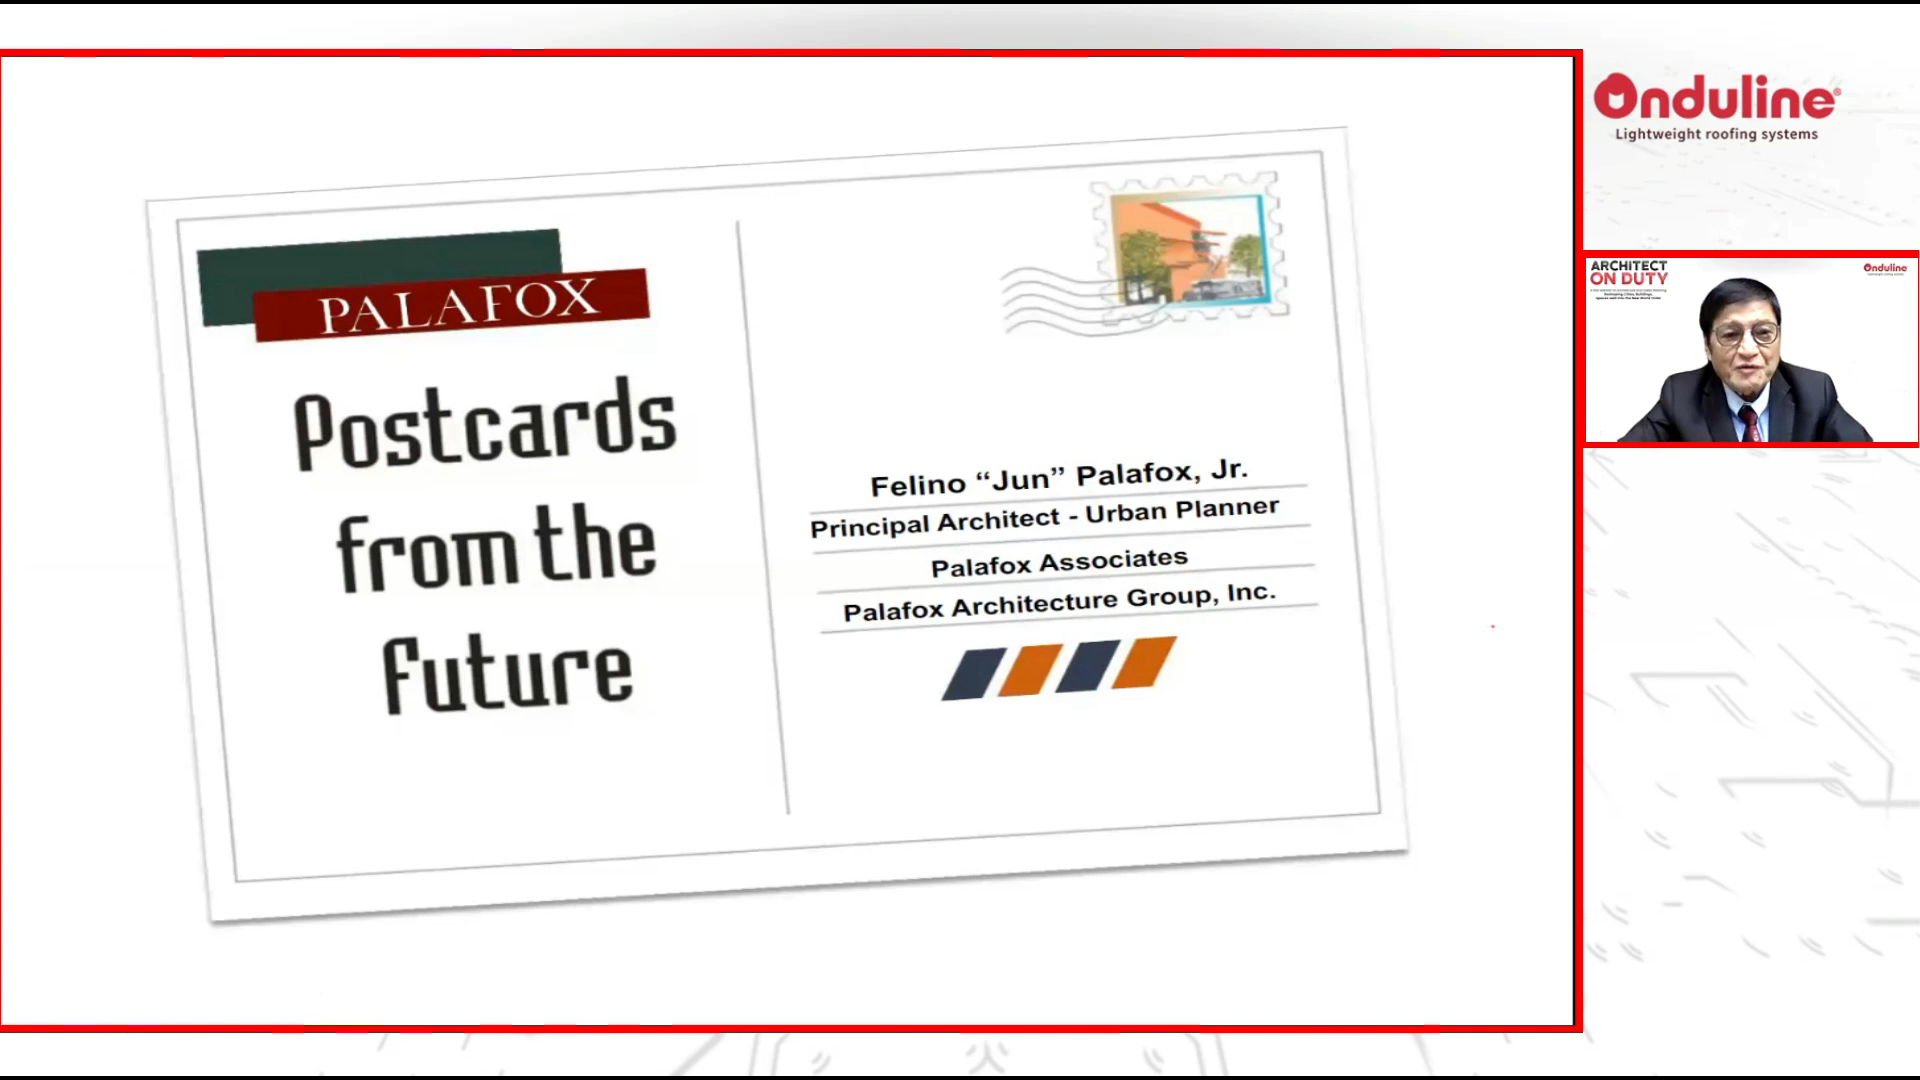 PALAFOX
Postcards
from the
future
Felino “Jun” Palafox, Jr.
Principal Architect - Urban Planner
Palafox Associates
Palafox Architecture Group, Inc.
Onduline®
Lightweight roofing systems
ARCHITECT
ON DUTY
Onduline